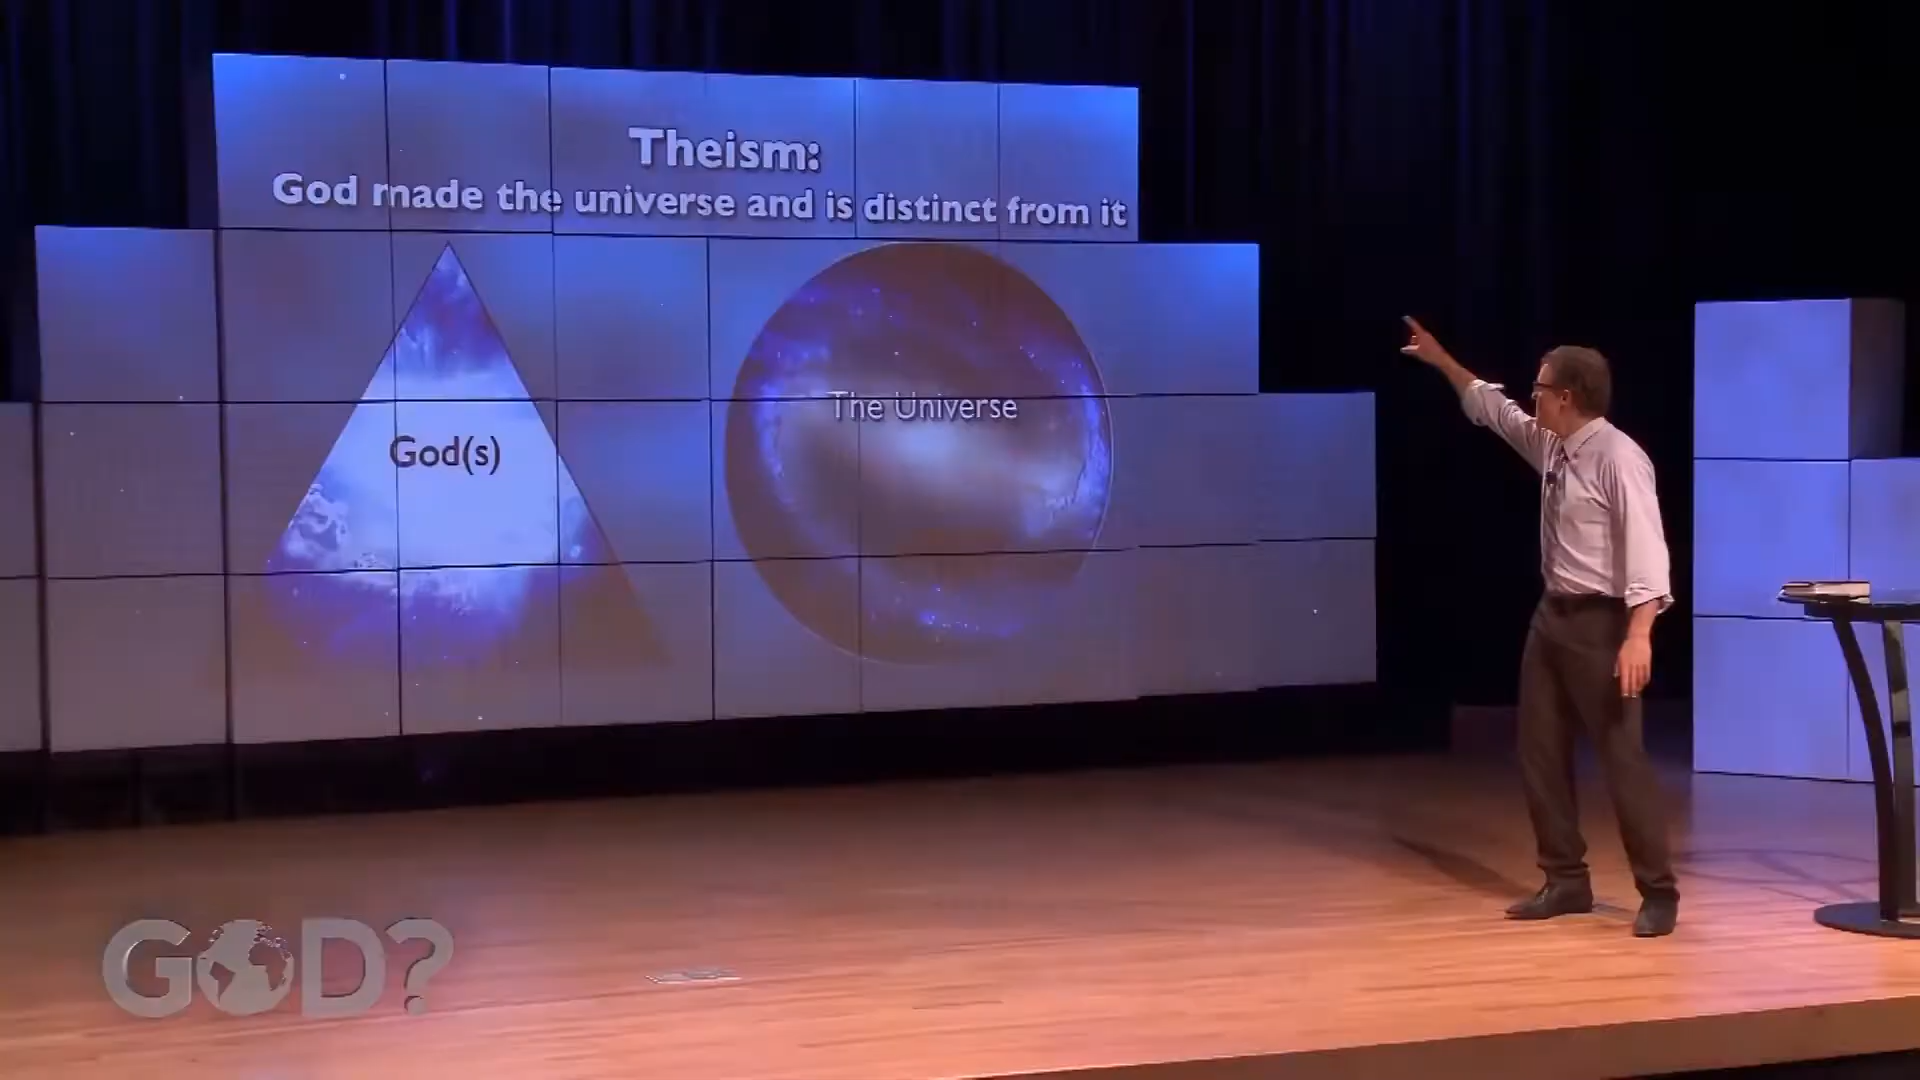 Theism:
God made the universe and is distinct from it
God(s)
The Universe
GOD?